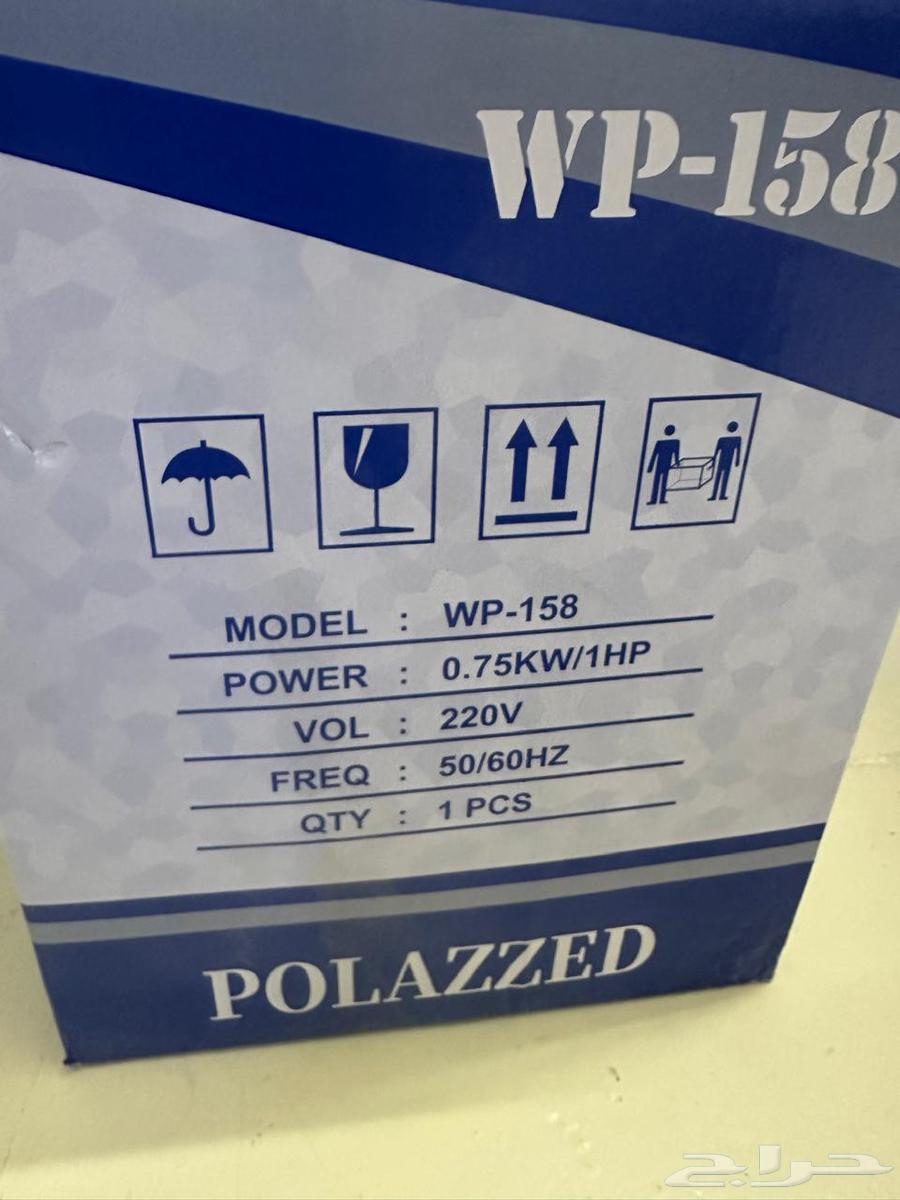 WP-158
MODEL : WP-158
POWER : 0.75KW/1HP
VOL : 220V
FREQ : 50/60HZ
QTY : 1 PCS
POLAZZED
حراج